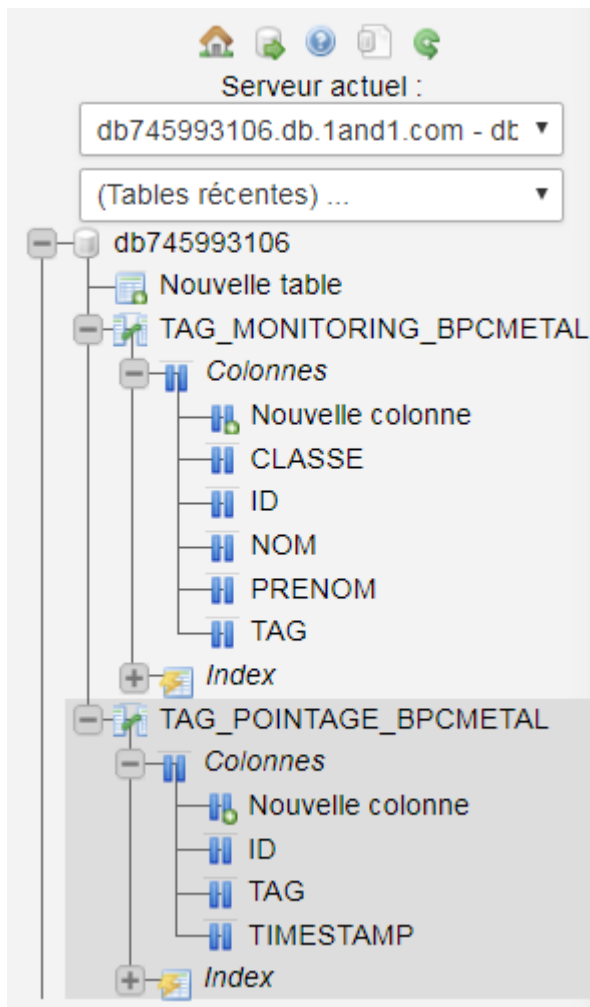 Serveur actuel :
db745993106.db.1and1.com - db
(Tables récentes) ...
db745993106
Nouvelle table
TAG_MONITORING_BPCMETAL
Colonnes
Nouvelle colonne
CLASSE
ID
NOM
PRENOM
TAG
Index
TAG_POINTAGE_BPCMETAL
Colonnes
Nouvelle colonne
ID
TAG
TIMESTAMP
Index